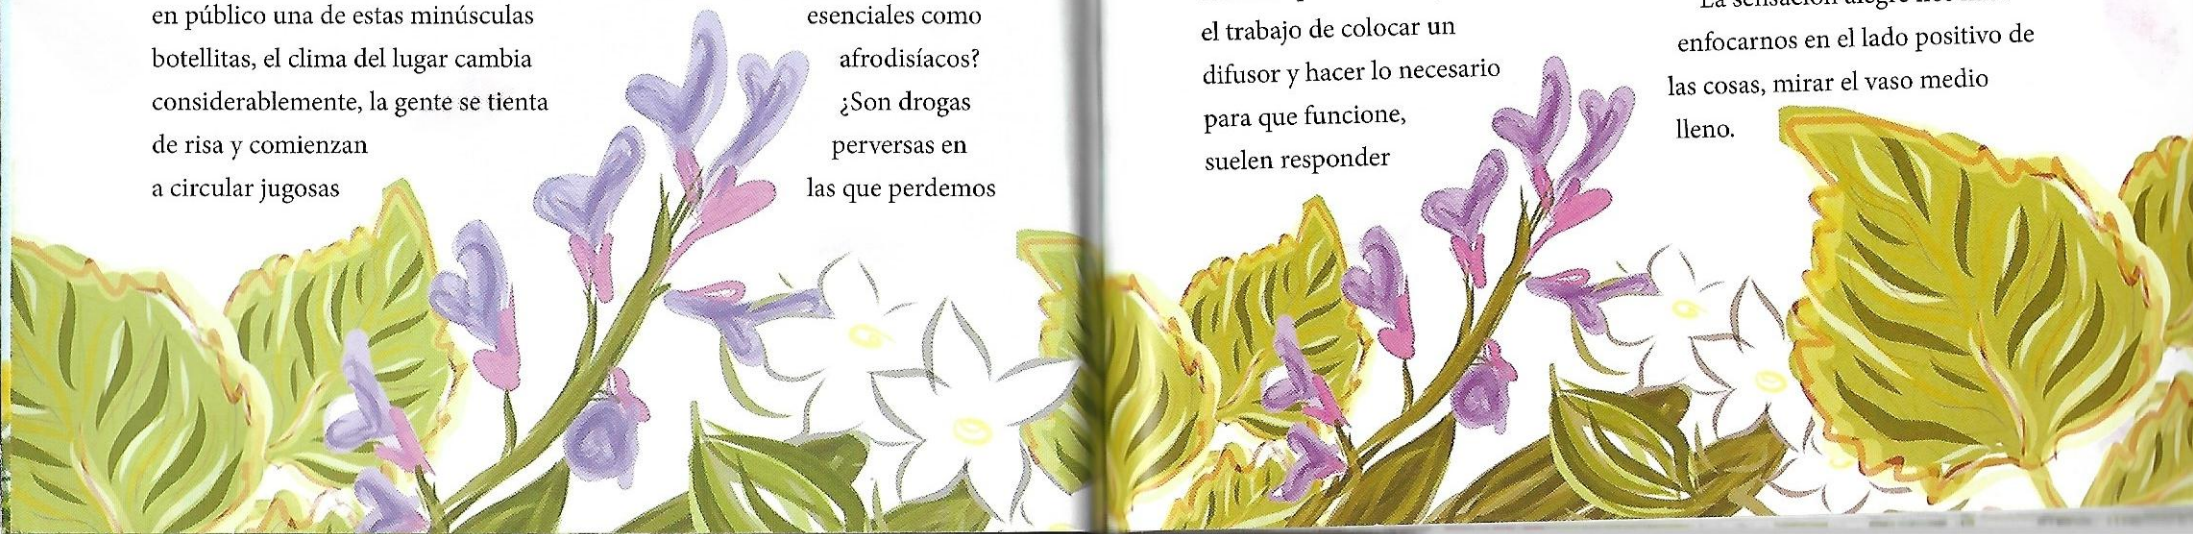 en público una de estas minúsculas
botellitas, el clima del lugar cambia
considerablemente, la gente se tienta
de risa y comienzan
a circular jugosas
esenciales como
afrodisíacos?
¿Son drogas
perversas en
las que perdemos
el trabajo de colocar un
difusor y hacer lo necesario
para que funcione,
suelen responder
La sensación alegre
enfocarnos en el lado positivo de
las cosas, mirar el vaso medio
lleno.